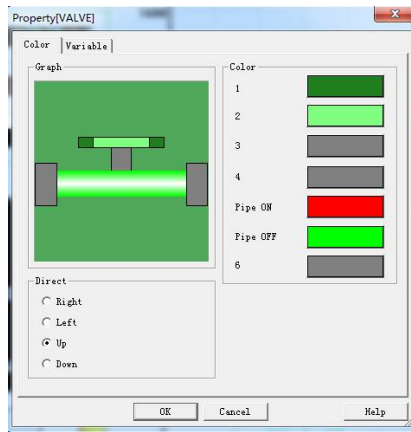 Property[VALVE]
Color Variable
Graph
Color
1
2
3
4
Pipe ON
Pipe OFF
6
Direct
Right
Left
Up
Down
OK Cancel Help